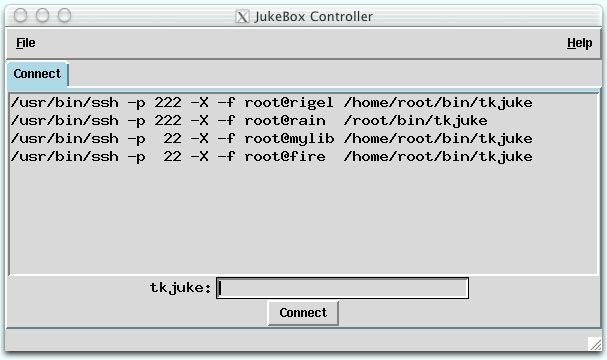 JukeBox Controller
File Help
Connect
/usr/bin/ssh -p 222 -X -f root@rigel /home/root/bin/tkjuke
/usr/bin/ssh -p 222 -X -f root@rain  /root/bin/tkjuke
/usr/bin/ssh -p  22 -X -f root@mylib /home/root/bin/tkjuke
/usr/bin/ssh -p  22 -X -f root@fire  /home/root/bin/tkjuke
tkjuke:
Connect